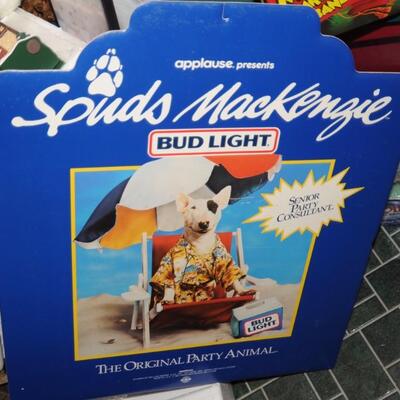 applause. presents
Spuds MacKenzie
BUD LIGHT
SENIOR
PARTY
CONSULTANT.
BUD
LIGHT
THE ORIGINAL PARTY ANIMAL.